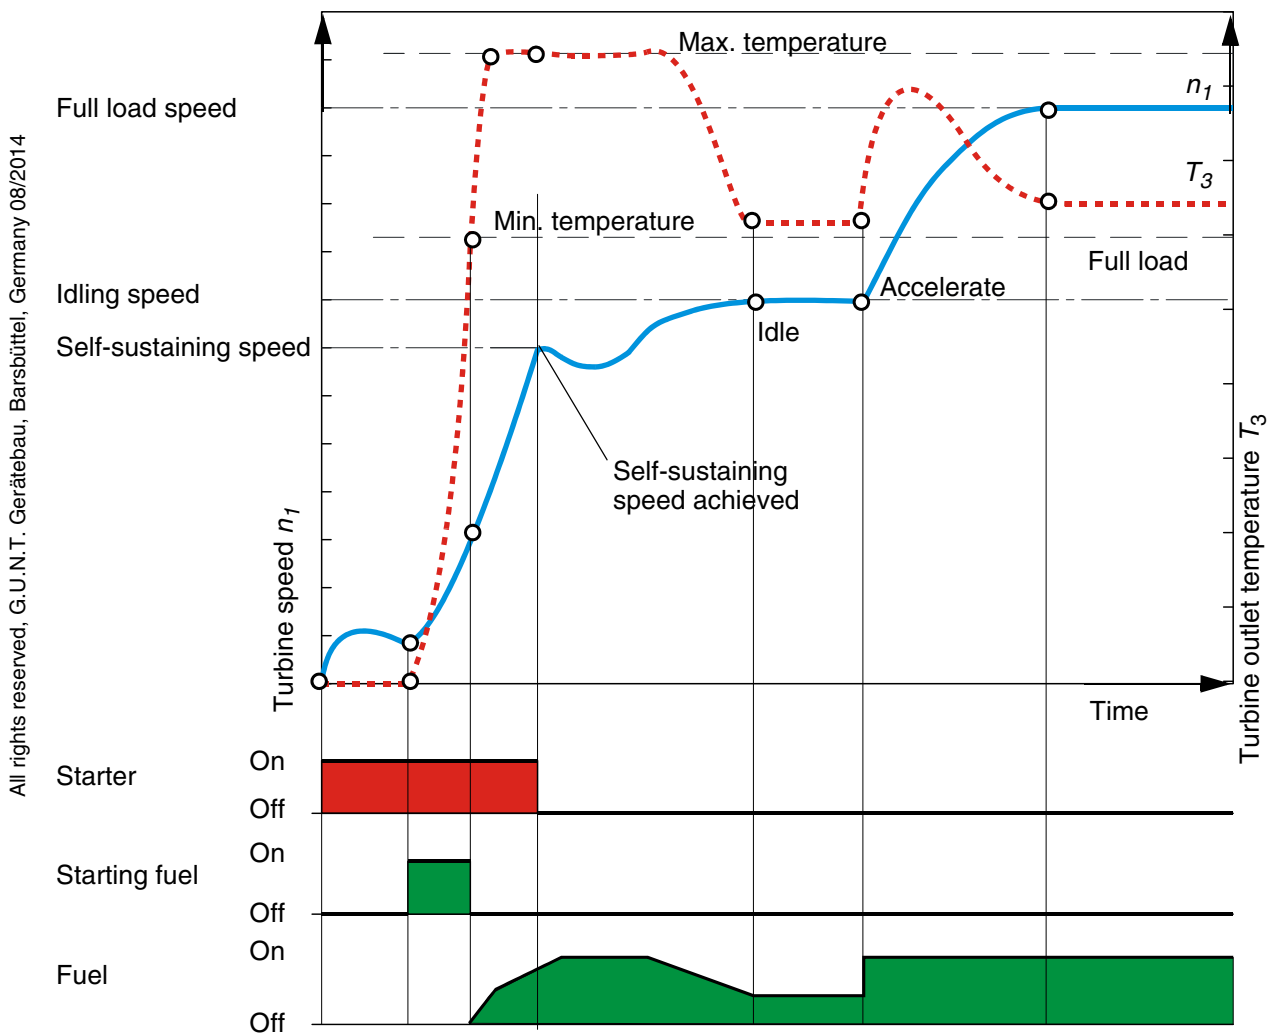 All rights reserved, G.U.N.T. Gerätebau, Barsbüttel, Germany 08/2014
Max. temperature
n1
Full load speed
T3
Min. temperature
Full load
Idling speed
Accelerate
Idle
Self-sustaining speed
Self-sustaining
speed achieved
Turbine speed n1
Turbine outlet temperature T3
Time
Starter
On
Off
Starting fuel
On
Off
Fuel
On
Off